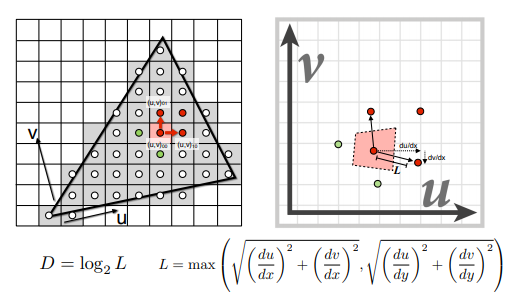 v
(u,v)₀₁
(u,v)₀₀ (u,v)₁₀
v
u
du/dx
dv/dx
L
u
D = log₂ L
L = max ( √( (du/dx)² + (dv/dx)² ), √( (du/dy)² + (dv/dy)² ) )